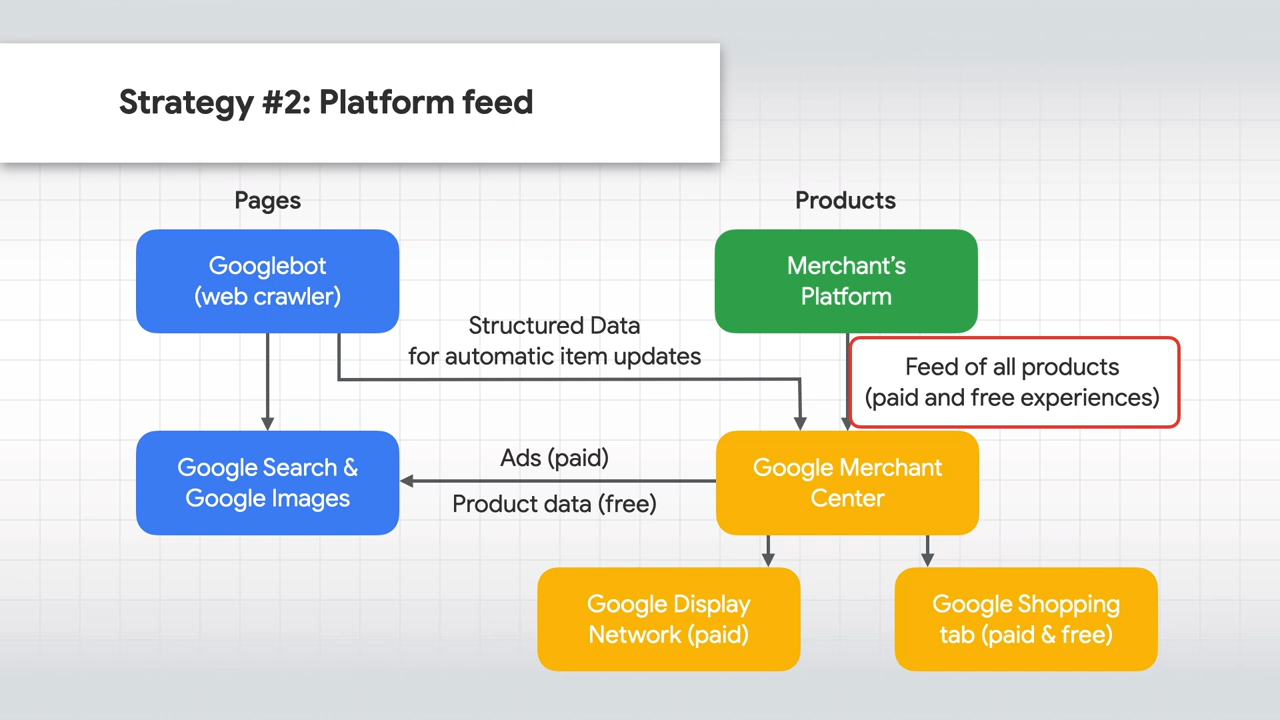 Strategy #2: Platform feed
Pages
Products
Googlebot
(web crawler)
Merchant’s
Platform
Structured Data
for automatic item updates
Feed of all products
(paid and free experiences)
Google Search &
Google Images
Ads (paid)
Product data (free)
Google Merchant
Center
Google Display
Network (paid)
Google Shopping
tab (paid & free)